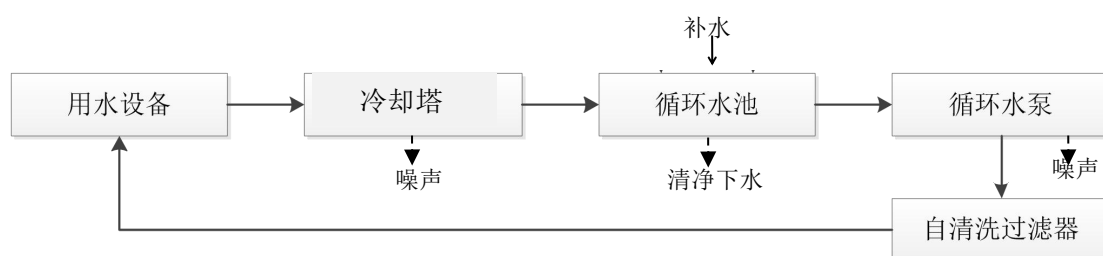 补水
用水设备
冷却塔
循环水池
循环水泵
噪声
清净下水
噪声
自清洗过滤器